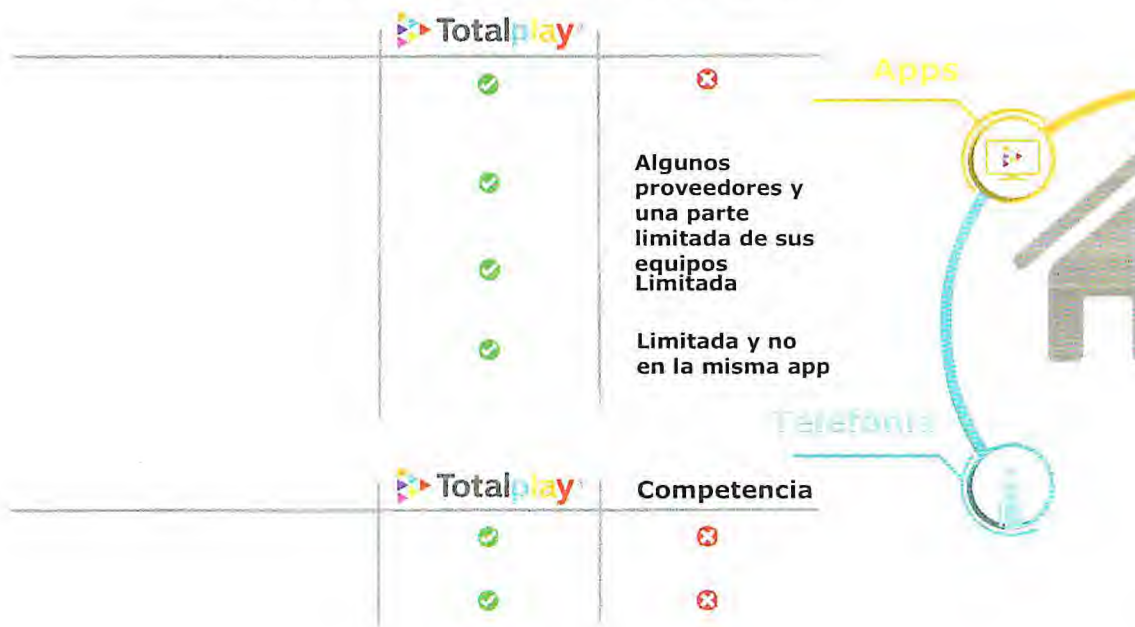 Totalplay
Apps
Algunos
proveedores y
una parte
limitada de sus
equipos
Limitada
Limitada y no
en la misma app
Telefonía
Totalplay
Competencia